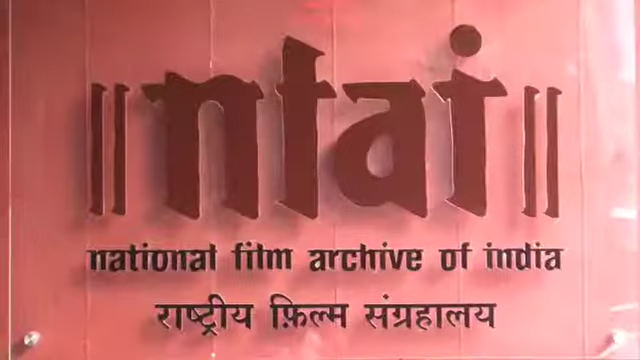 ||nfai||
national film archive of india
राष्ट्रीय फ़िल्म संग्रहालय